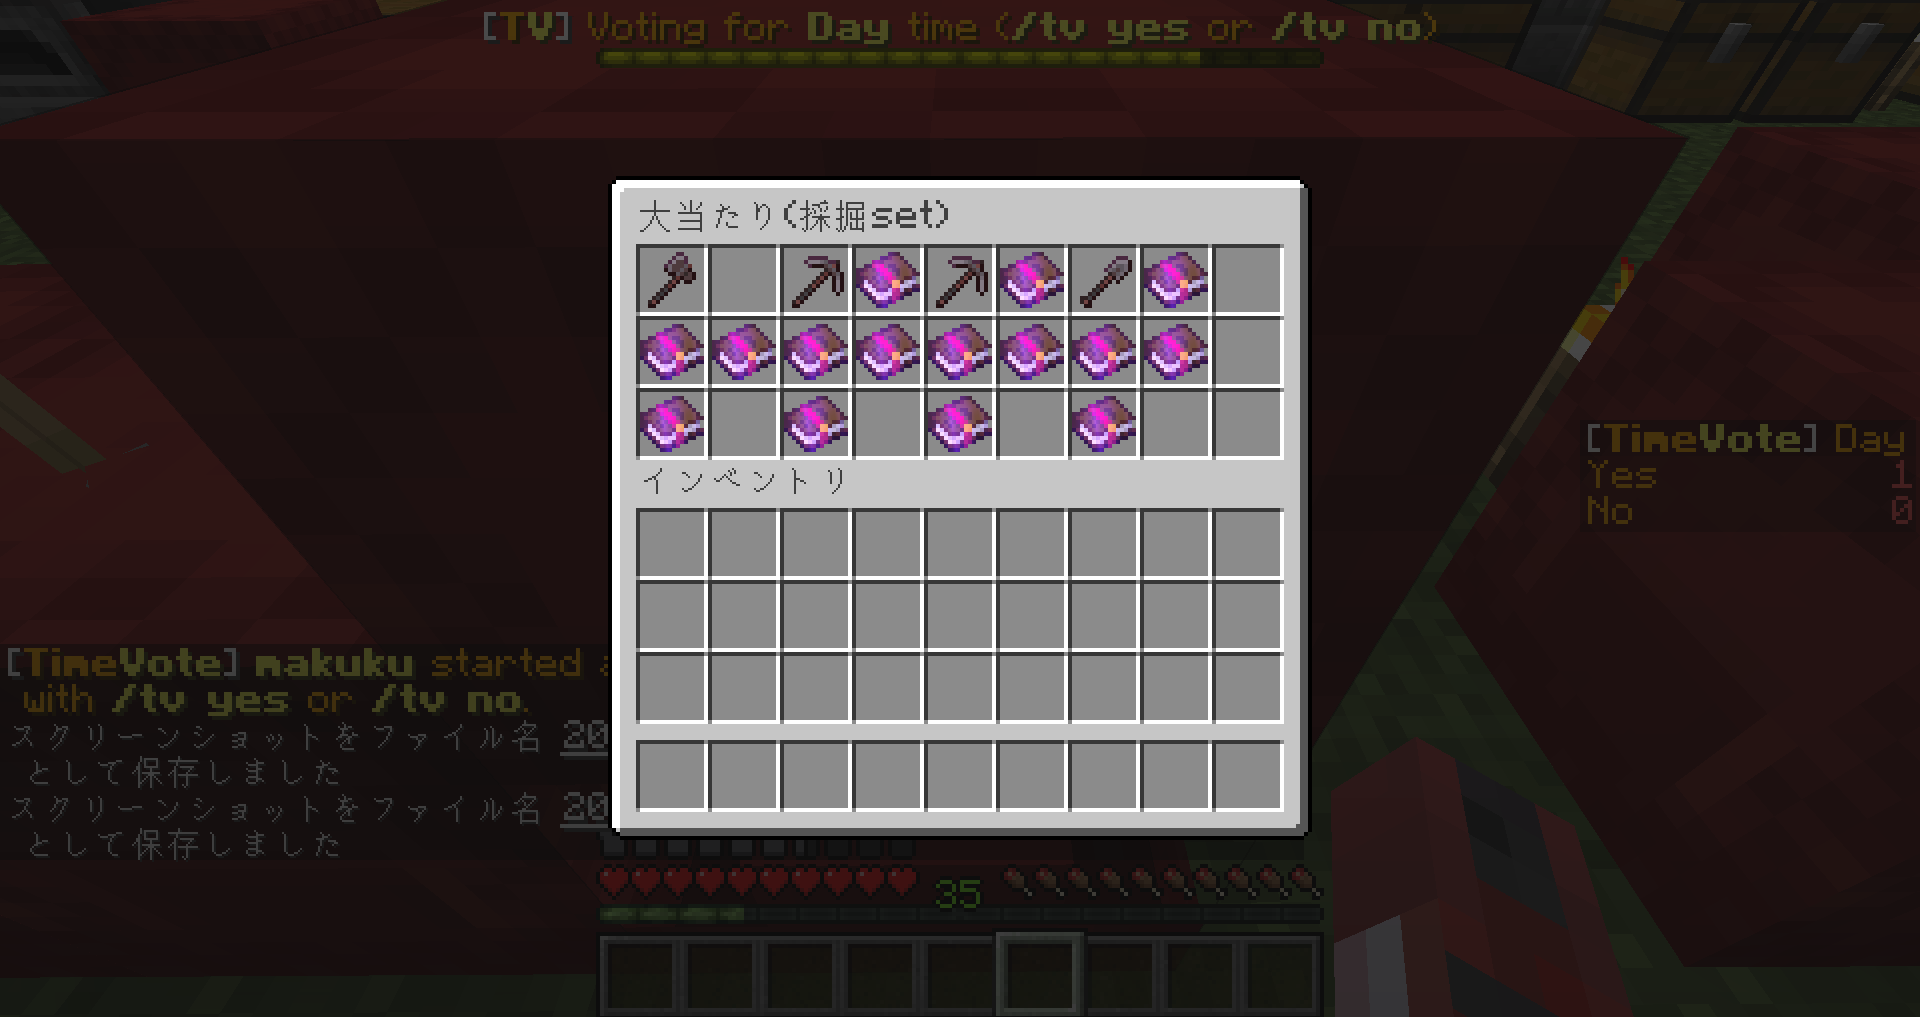 [TV] Voting for Day time (/tv yes or /tv no)
大当たり(採掘set)
インベントリ
[TimeVote] Day
Yes 1
No 0
[TimeVote] nakuku started
with /tv yes or /tv no.
スクリーンショットをファイル名 20
として保存しました
スクリーンショットをファイル名 20
として保存しました
35